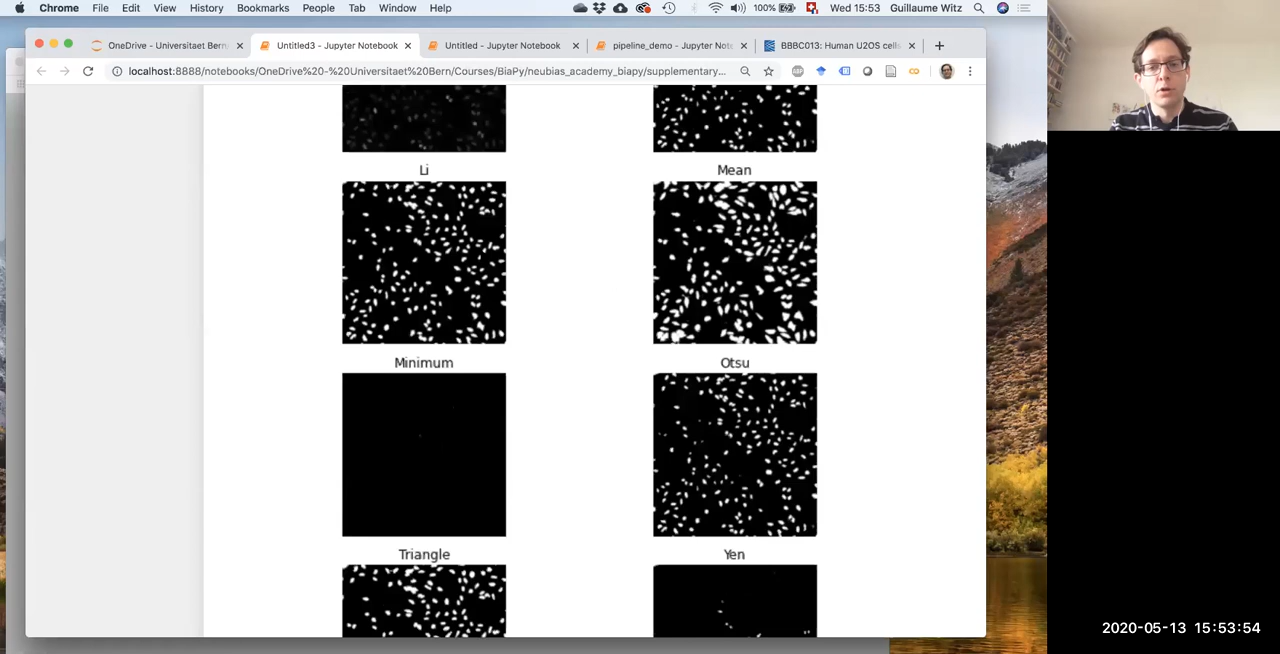 Chrome File Edit View History Bookmarks People Tab Window Help 100% Wed 15:53 Guillaume Witz
OneDrive - Universitaet Bern
Untitled3 - Jupyter Notebook
Untitled - Jupyter Notebook
pipeline_demo - Jupyter Note
BBBC013: Human U2OS cells
localhost:8888/notebooks/OneDrive%20-%20Universitaet%20Bern/Courses/BiaPy/neubias_academy_biapy/supplementary...
Li
Mean
Minimum
Otsu
Triangle
Yen
2020-05-13 15:53:54